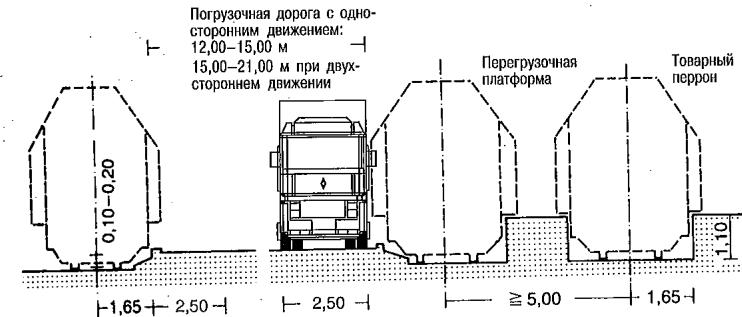 Погрузочная дорога с одно-
сторонним движением:
12,00–15,00 м
15,00–21,00 м при двух-
стороннем движении
Перегрузочная
платформа
Товарный
перрон
0,10–0,20
1,10
1,65
2,50
2,50
≧ 5,00
1,65